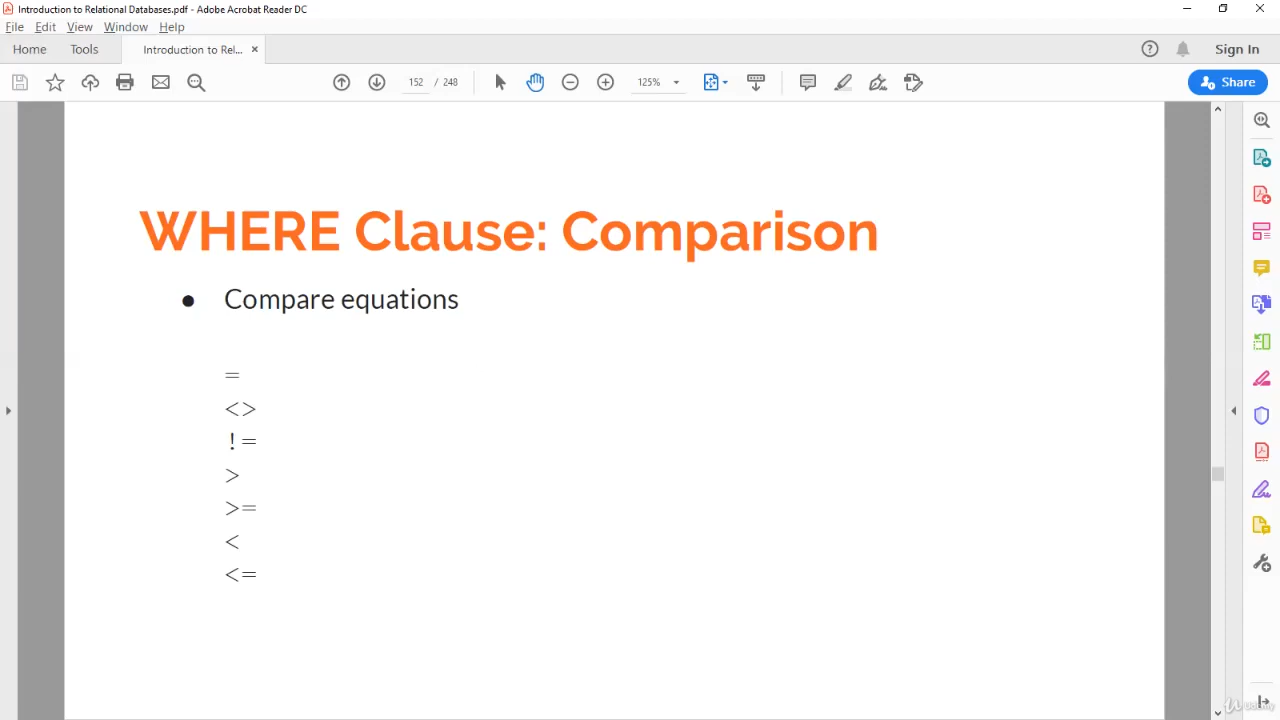 Introduction to Relational Databases.pdf - Adobe Acrobat Reader DC
File Edit View Window Help
Home Tools Introduction to Rel... × Sign In
152 / 248 125% Share
WHERE Clause: Comparison
● Compare equations
=
<>
!=
>
>=
<
<=
Udemy